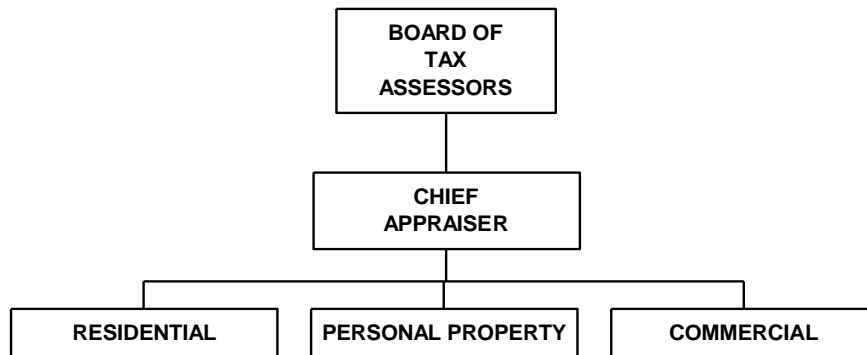 BOARD OF
TAX
ASSESSORS
CHIEF
APPRAISER
RESIDENTIAL
PERSONAL PROPERTY
COMMERCIAL